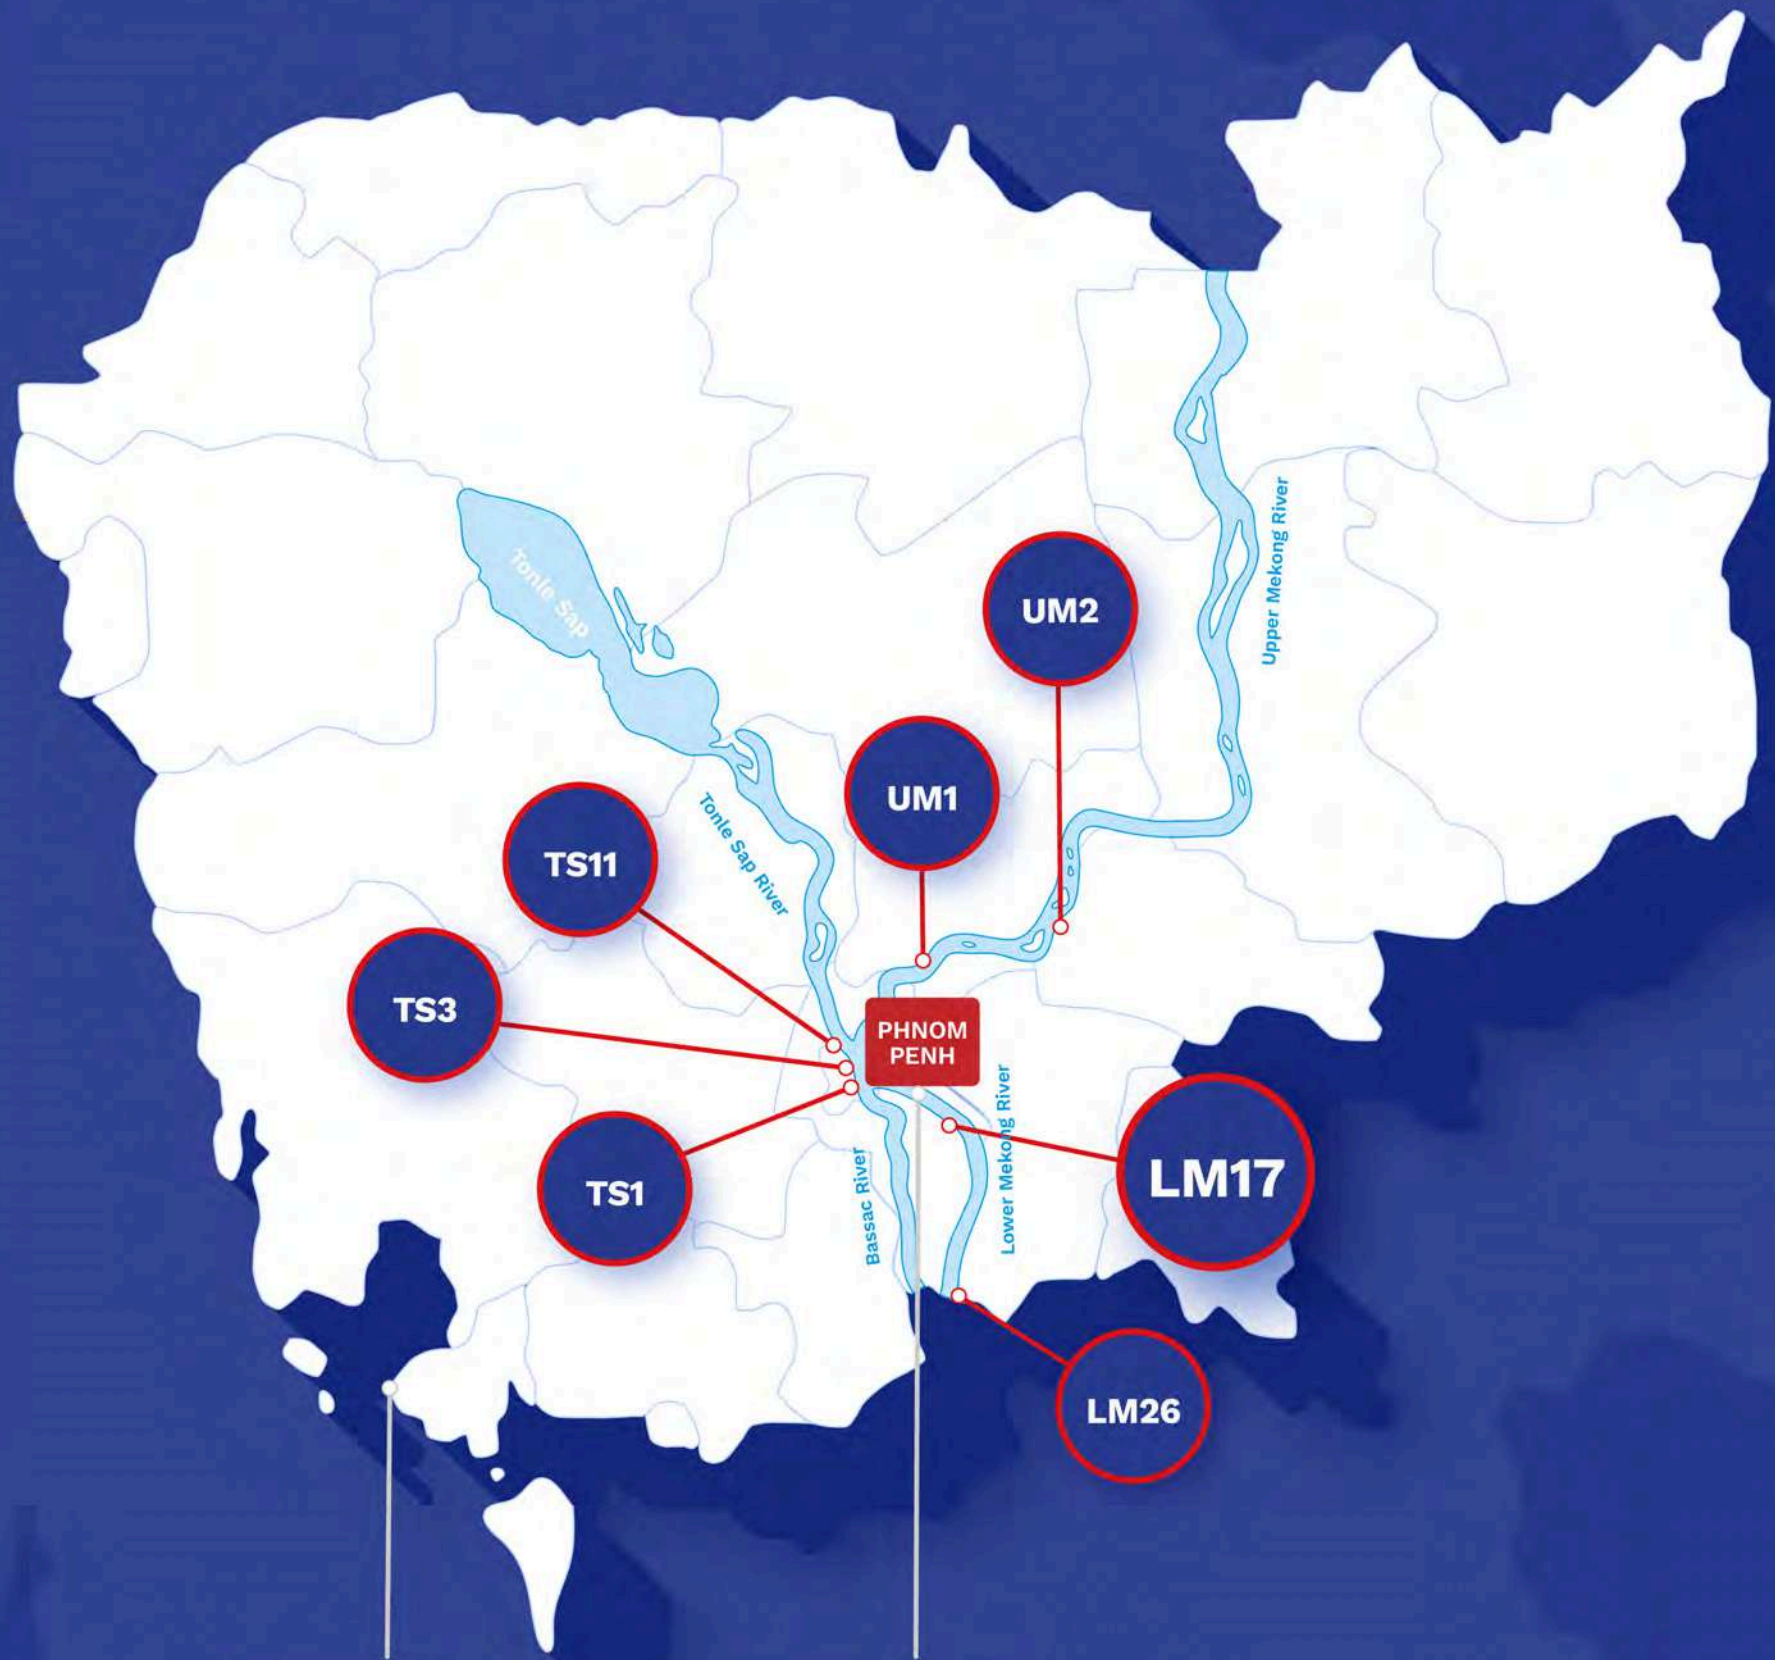 Tonle Sap
Upper Mekong River
UM2
UM1
Tonle Sap River
TS11
TS3
PHNOM
PENH
Lower Mekong River
LM17
TS1
Bassac River
LM26